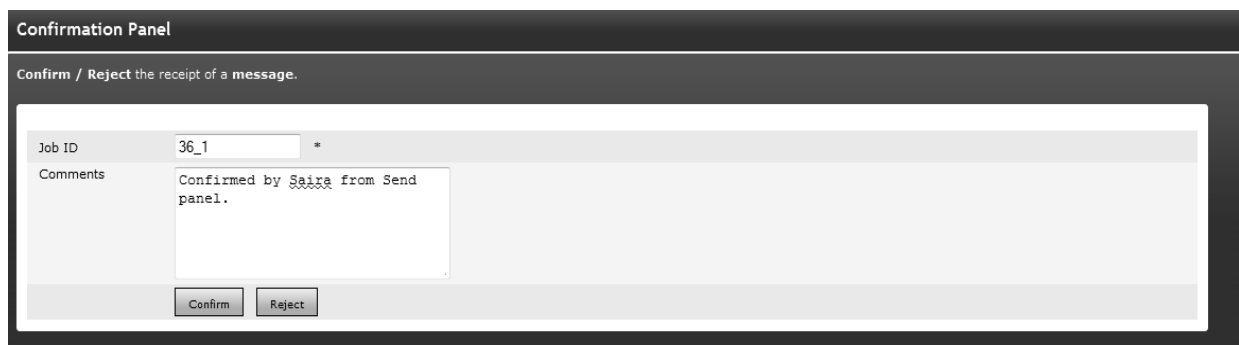 Confirmation Panel
Confirm / Reject the receipt of a message.
Job ID 36_1 *
Comments Confirmed by Saira from Send
panel.
Confirm Reject